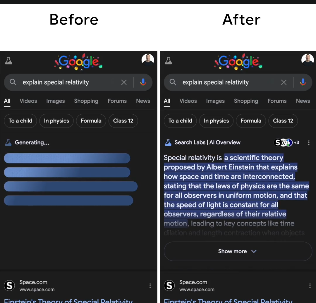 Before
After
Google
explain special relativity
All Videos Images Shopping Forums News
To a child In physics Formula Class 12
Generating...
Space.com
www.space.com
Einstein's Theory of Special Relativity
Google
explain special relativity
All Videos Images Shopping Forums News
To a child In physics Formula Class 12
Search Labs | AI Overview
Special relativity is a scientific theory
proposed by Albert Einstein that explains
how space and time are interconnected,
stating that the laws of physics are the same
for all observers in uniform motion, and that
the speed of light is constant for all
observers, regardless of their relative
motion, leading to key concepts like time
Show more
Space.com
www.space.com
Einstein's Theory of Special Relativity